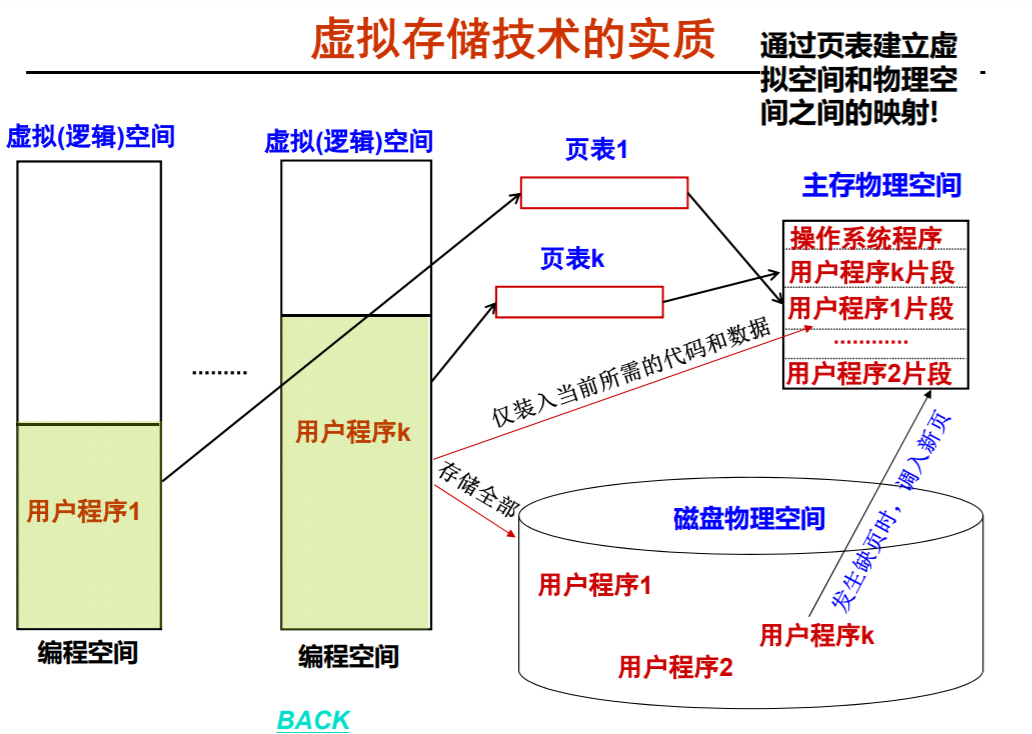 虚拟存储技术的实质
通过页表建立虚
拟空间和物理空
间之间的映射!
虚拟(逻辑)空间
虚拟(逻辑)空间
页表1
主存物理空间
操作系统程序
页表k
用户程序k片段
用户程序1片段
…………
用户程序2片段
………
仅装入当前所需的代码和数据
用户程序k
存储全部
发生缺页时，调入新页
用户程序1
磁盘物理空间
用户程序1
用户程序k
用户程序2
编程空间
编程空间
BACK